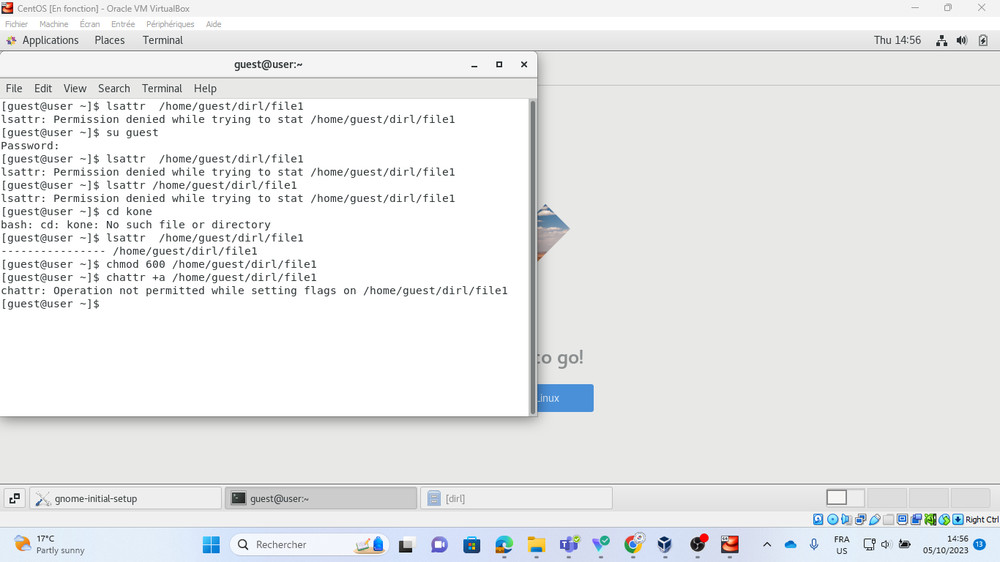 CentOS [En fonction] - Oracle VM VirtualBox
Fichier Machine Écran Entrée Périphériques Aide
Applications Places Terminal Thu 14:56
guest@user:~
File Edit View Search Terminal Help
[guest@user ~]$ lsattr  /home/guest/dirl/file1
lsattr: Permission denied while trying to stat /home/guest/dirl/file1
[guest@user ~]$ su guest
Password:
[guest@user ~]$ lsattr  /home/guest/dirl/file1
lsattr: Permission denied while trying to stat /home/guest/dirl/file1
[guest@user ~]$ lsattr /home/guest/dirl/file1
lsattr: Permission denied while trying to stat /home/guest/dirl/file1
[guest@user ~]$ cd kone
bash: cd: kone: No such file or directory
[guest@user ~]$ lsattr  /home/guest/dirl/file1
---------------- /home/guest/dirl/file1
[guest@user ~]$ chmod 600 /home/guest/dirl/file1
[guest@user ~]$ chattr +a /home/guest/dirl/file1
chattr: Operation not permitted while setting flags on /home/guest/dirl/file1
[guest@user ~]$
to go!
Linux
gnome-initial-setup guest@user:~ [dirl]
Right Ctrl
17°C
Partly sunny
Rechercher
FRA
US
14:56
05/10/2023
13